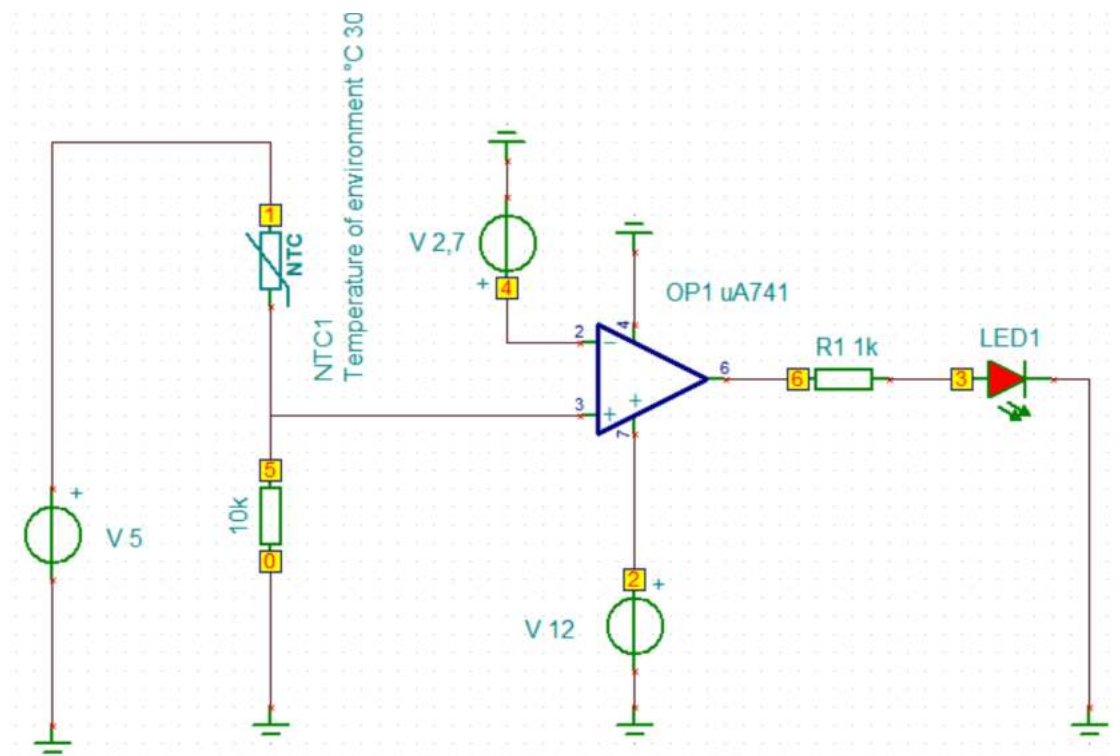 Temperature of environment °C 30
NTC1
1
NTC
V 2,7
+
4
OP1 uA741
2
4
R1 1k
LED1
6
6
3
3
+
+
7
5
10k
0
+
V 5
2
+
V 12